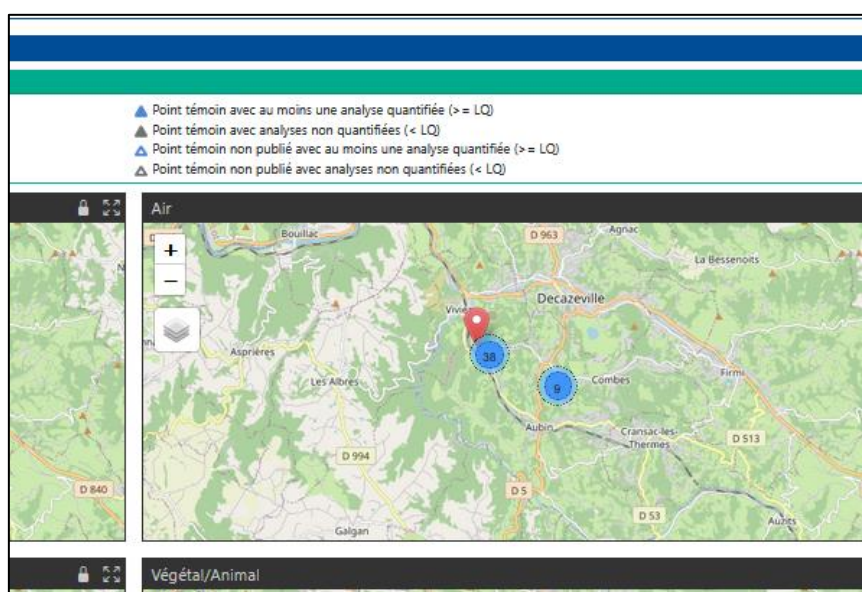 Point témoin avec au moins une analyse quantifiée (>= LQ)
Point témoin avec analyses non quantifiées (< LQ)
Point témoin non publié avec au moins une analyse quantifiée (>= LQ)
Point témoin non publié avec analyses non quantifiées (< LQ)
Air
Bouillac
D 963
Agnac
La Bessenoits
+
−
Decazeville
Asprières
38
Les Albres
9
Combes
Firmi
Aubin
Cransac-les-
Thermes
D 513
D 994
D 840
D 5
D 53
Auzits
Galgan
Végétal/Animal